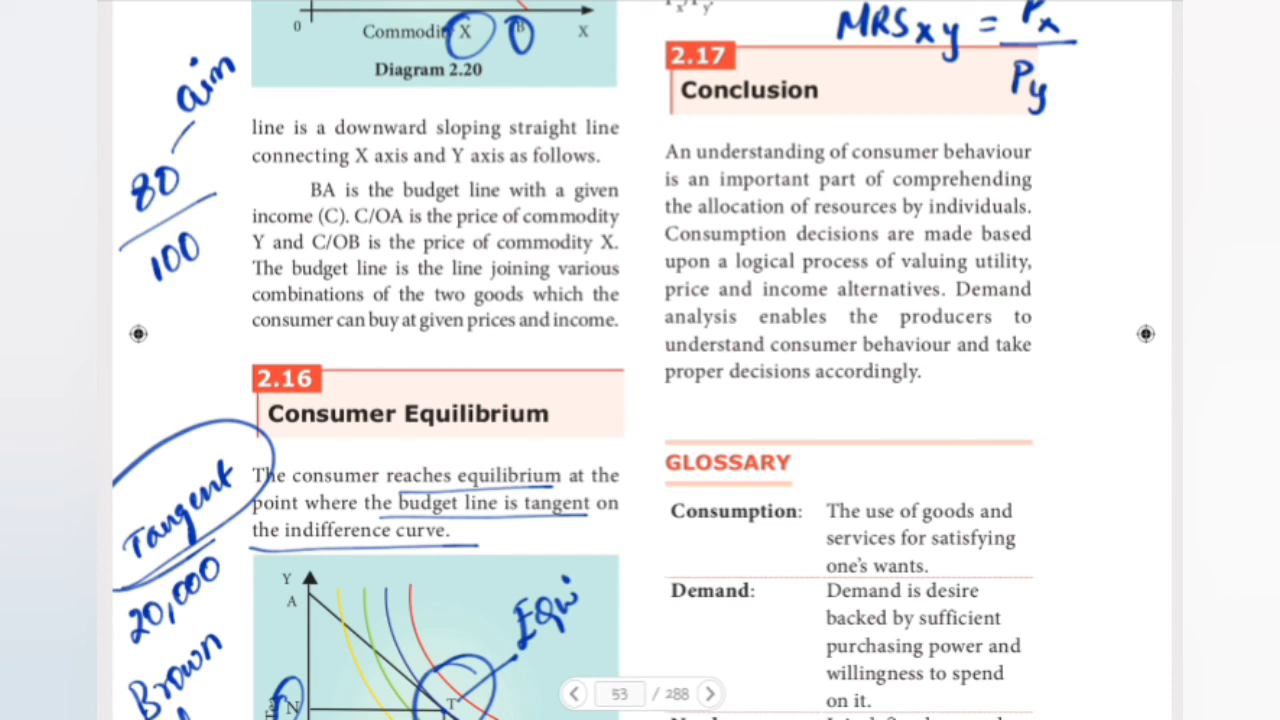 0
Commodity X
B
X
Diagram 2.20
line is a downward sloping straight line
connecting X axis and Y axis as follows.
BA is the budget line with a given
income (C). C/OA is the price of commodity
Y and C/OB is the price of commodity X.
The budget line is the line joining various
combinations of the two goods which the
consumer can buy at given prices and income.
aim
80
100
2.16
Consumer Equilibrium
The consumer reaches equilibrium at the
point where the budget line is tangent on
the indifference curve.
Tangent
20,000
Brown
Y
A
N
T
Equi
MRSxy = Px
Py
2.17
Conclusion
An understanding of consumer behaviour
is an important part of comprehending
the allocation of resources by individuals.
Consumption decisions are made based
upon a logical process of valuing utility,
price and income alternatives. Demand
analysis enables the producers to
understand consumer behaviour and take
proper decisions accordingly.
GLOSSARY
Consumption: The use of goods and
services for satisfying
one's wants.
Demand: Demand is desire
backed by sufficient
purchasing power and
willingness to spend
on it.
53 / 288